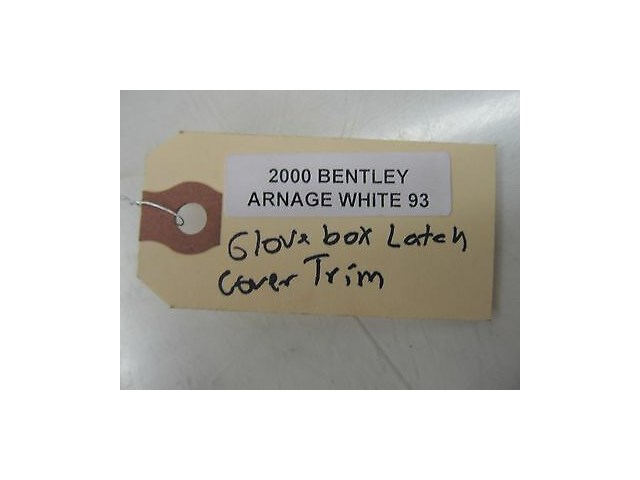 2000 BENTLEY
ARNAGE WHITE 93
Glove box Latch
Cover Trim